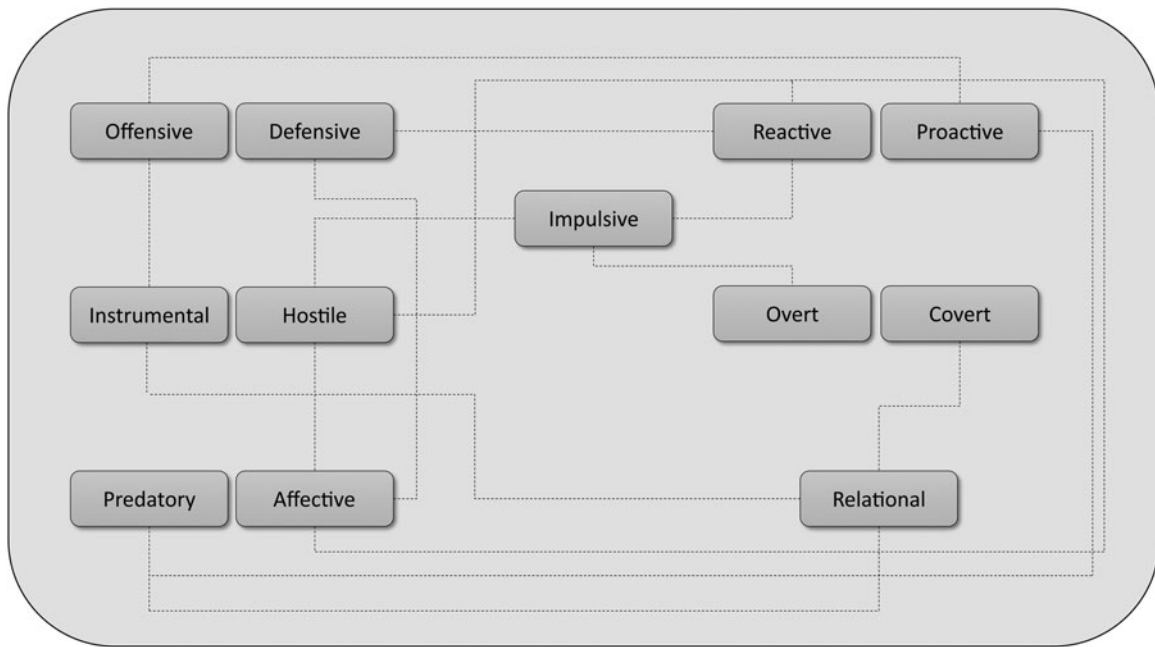 Offensive
Defensive
Reactive
Proactive
Impulsive
Instrumental
Hostile
Overt
Covert
Predatory
Affective
Relational